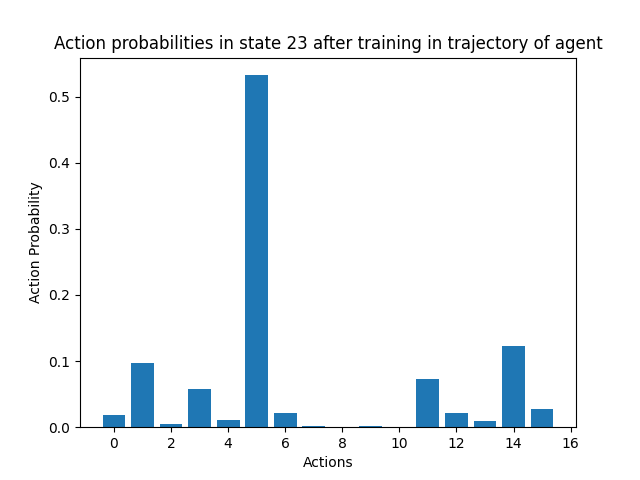 Action probabilities in state 23 after training in trajectory of agent
0.5
0.4
0.3
0.2
0.1
0.0
Action Probability
0 2 4 6 8 10 12 14 16
Actions